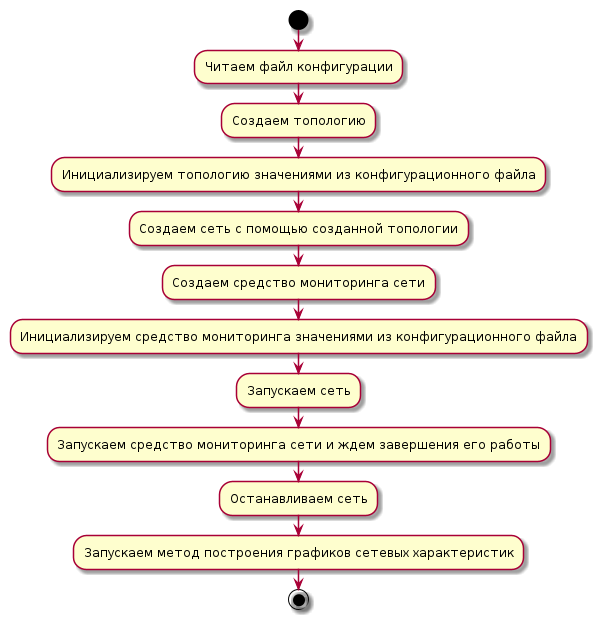 Читаем файл конфигурации
Создаем топологию
Инициализируем топологию значениями из конфигурационного файла
Создаем сеть с помощью созданной топологии
Создаем средство мониторинга сети
Инициализируем средство мониторинга значениями из конфигурационного файла
Запускаем сеть
Запускаем средство мониторинга сети и ждем завершения его работы
Останавливаем сеть
Запускаем метод построения графиков сетевых характеристик